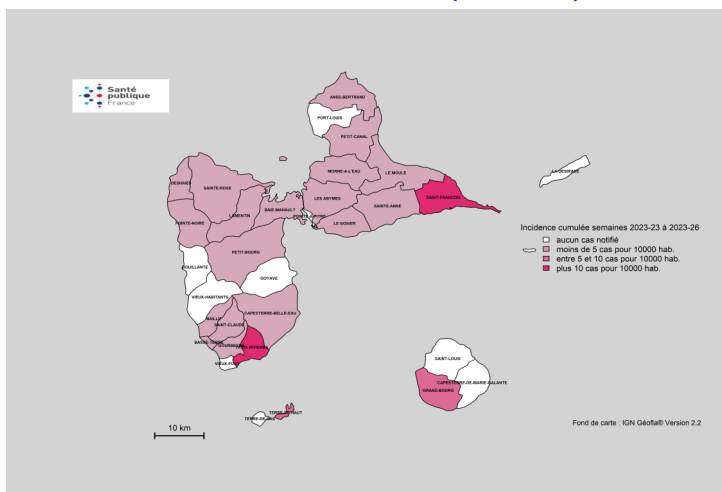 Santé
publique
France
ANSE-BERTRAND
PORT-LOUIS
PETIT-CANAL
LA DESIRADE
MORNE-A-L'EAU
LE MOULE
DESHAIES
SAINTE-ROSE
LES ABYMES
SAINT-FRANCOIS
SAINTE-ANNE
LAMENTIN
BAIE-MAHAULT
POINTE-A-PITRE
POINTE-NOIRE
LE GOSIER
PETIT-BOURG
BOUILLANTE
GOYAVE
VIEUX-HABITANTS
CAPESTERRE-BELLE-EAU
BAILLIF
SAINT-CLAUDE
BASSE-TERRE
GOURBEYRE
TROIS-RIVIERES
VIEUX-FORT
SAINT-LOUIS
CAPESTERRE-DE-MARIE-GALANTE
GRAND-BOURG
TERRE-DE-HAUT
TERRE-DE-BAS
Incidence cumulée semaines 2023-23 à 2023-26
aucun cas notifié
moins de 5 cas pour 10000 hab.
entre 5 et 10 cas pour 10000 hab.
plus 10 cas pour 10000 hab.
Fond de carte : IGN Géofla® Version 2.2
10 km